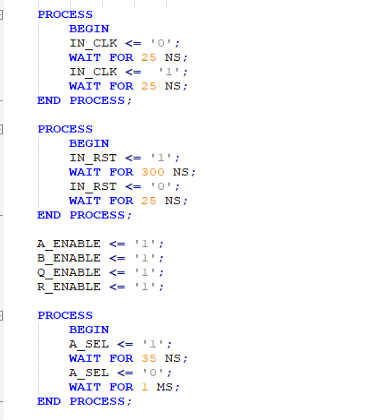 PROCESS
BEGIN
IN_CLK <= '0';
WAIT FOR 25 NS;
IN_CLK <= '1';
WAIT FOR 25 NS;
END PROCESS;
PROCESS
BEGIN
IN_RST <= '1';
WAIT FOR 300 NS;
IN_RST <= '0';
WAIT FOR 25 NS;
END PROCESS;
A_ENABLE <= '1';
B_ENABLE <= '1';
Q_ENABLE <= '1';
R_ENABLE <= '1';
PROCESS
BEGIN
A_SEL <= '1';
WAIT FOR 35 NS;
A_SEL <= '0';
WAIT FOR 1 MS;
END PROCESS;